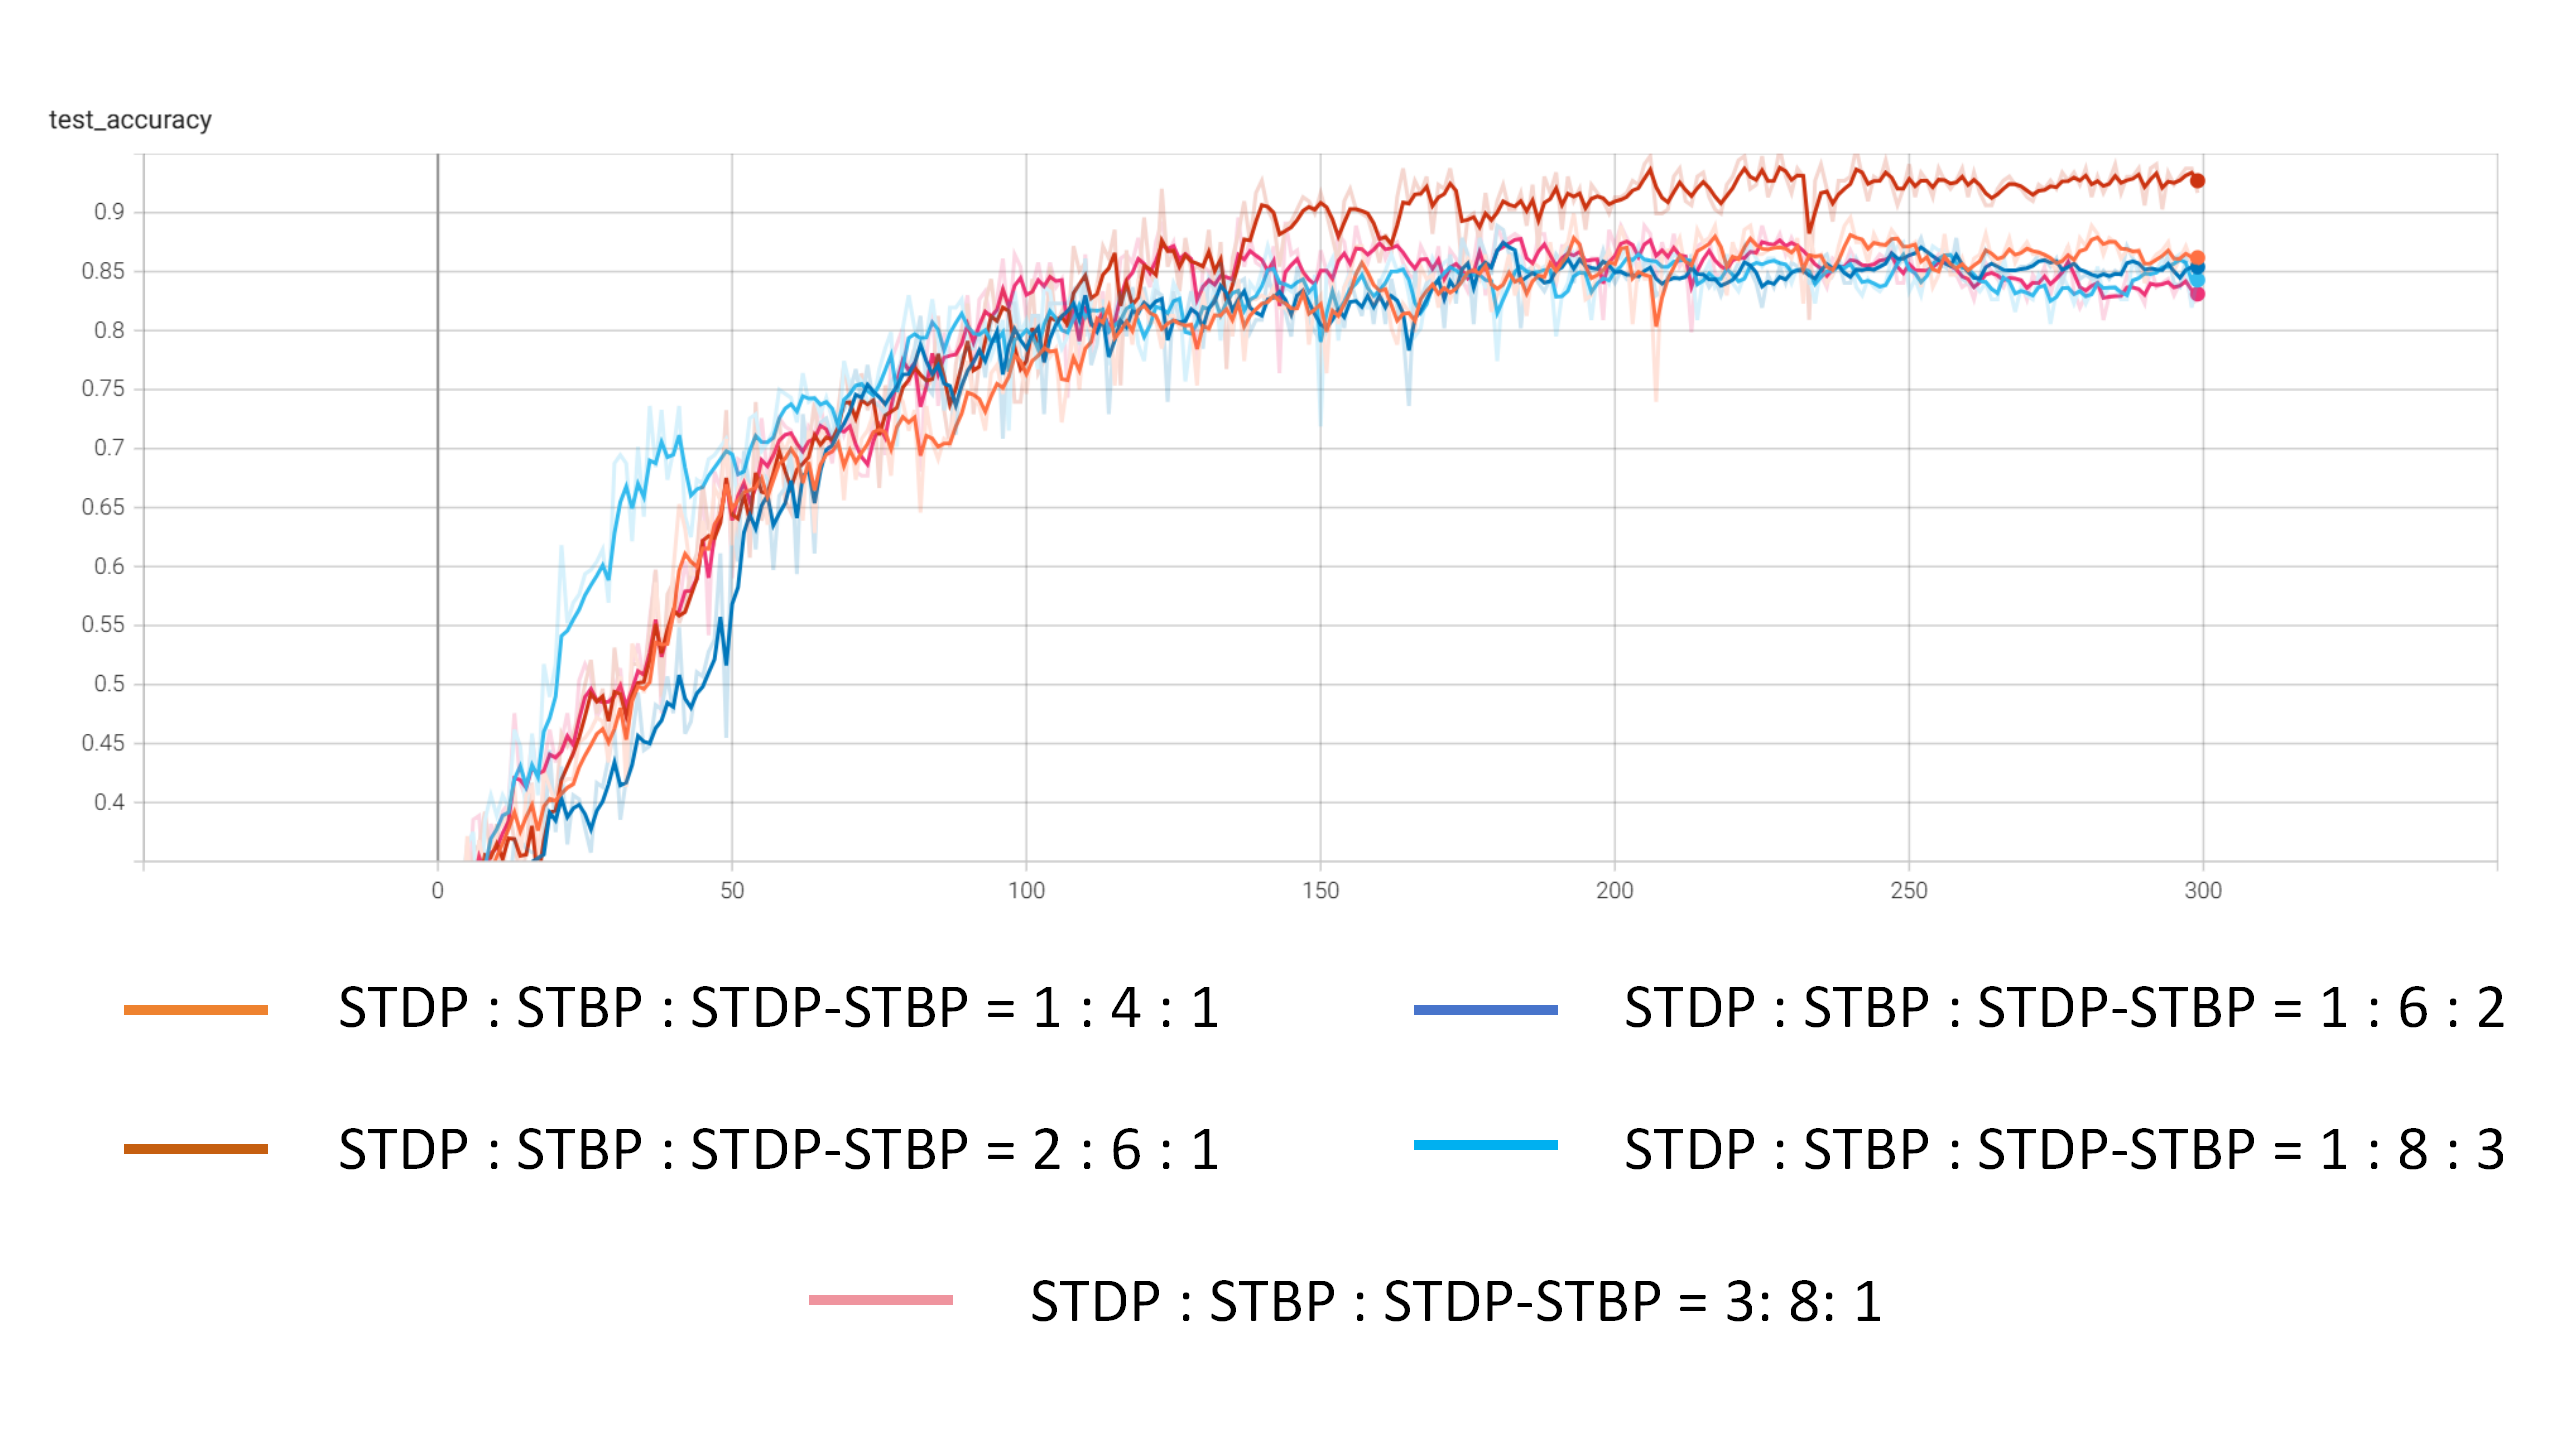 test_accuracy
0.9
0.85
0.8
0.75
0.7
0.65
0.6
0.55
0.5
0.45
0.4
0 50 100 150 200 250 300
STDP : STBP : STDP-STBP = 1 : 4 : 1
STDP : STBP : STDP-STBP = 1 : 6 : 2
STDP : STBP : STDP-STBP = 2 : 6 : 1
STDP : STBP : STDP-STBP = 1 : 8 : 3
STDP : STBP : STDP-STBP = 3: 8: 1